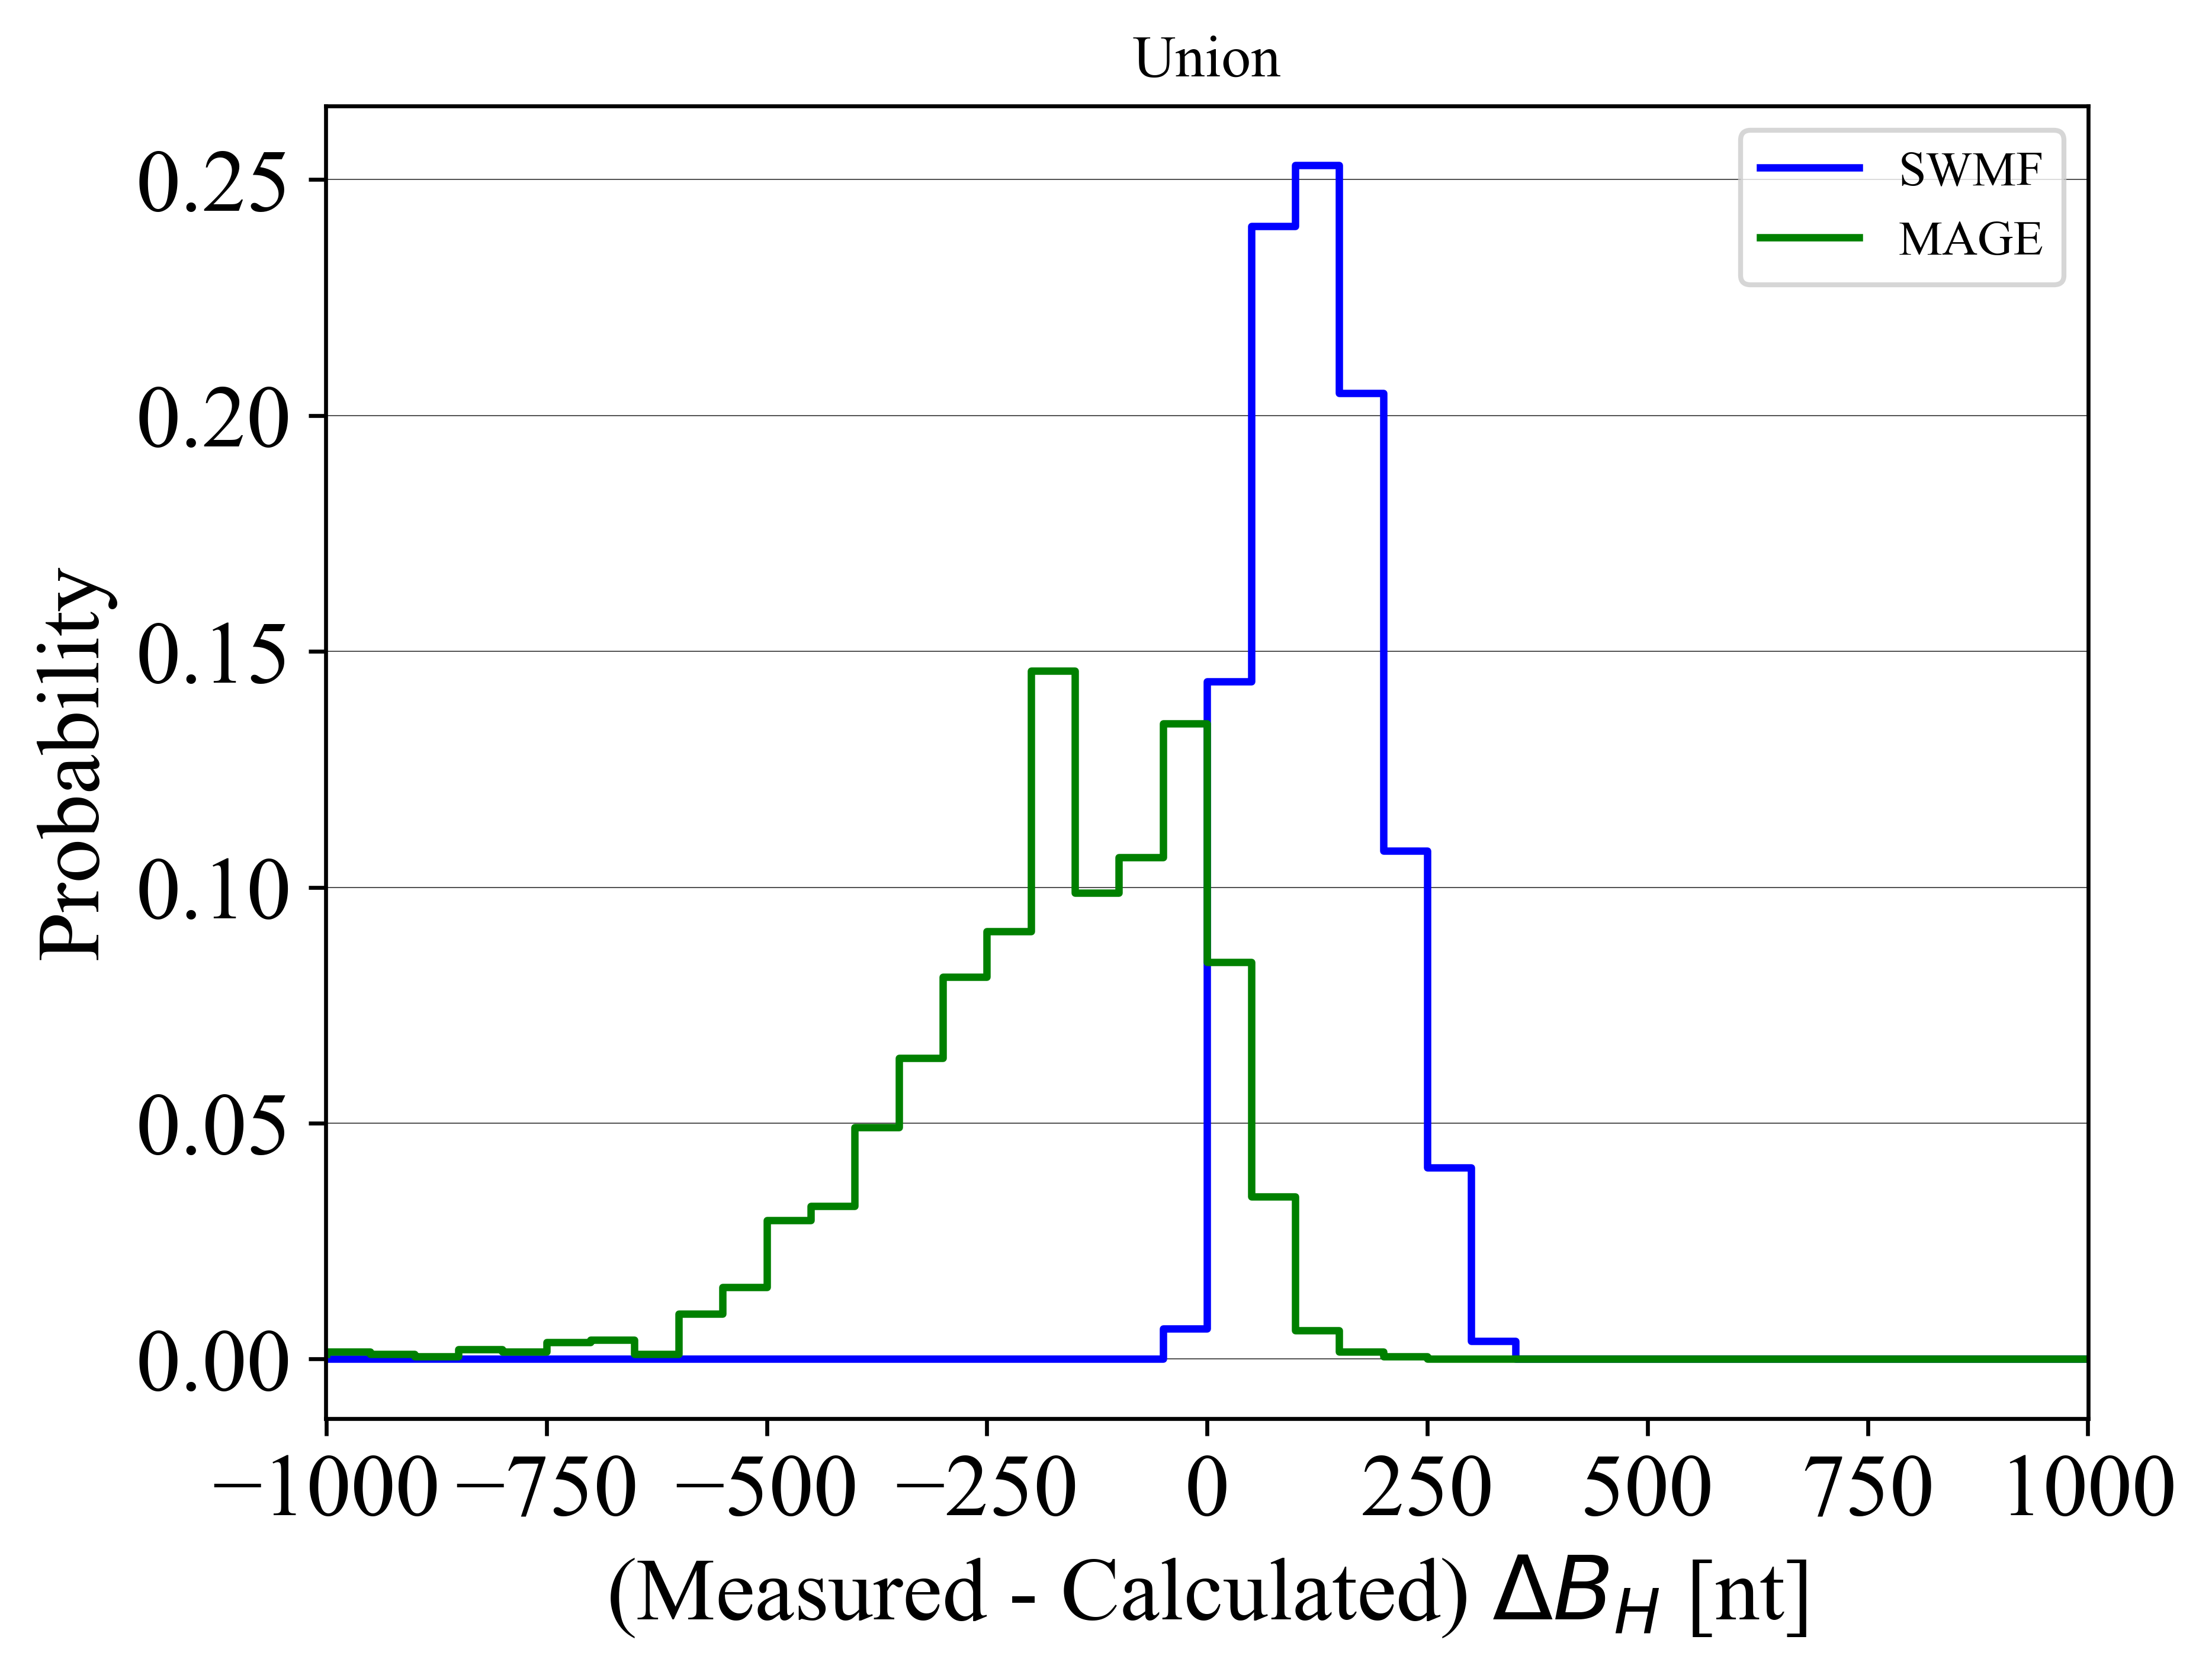 Union
SWMF
MAGE
0.25
0.20
0.15
0.10
0.05
0.00
Probability
−1000 −750 −500 −250 0 250 500 750 1000
(Measured - Calculated) ΔB_H [nt]